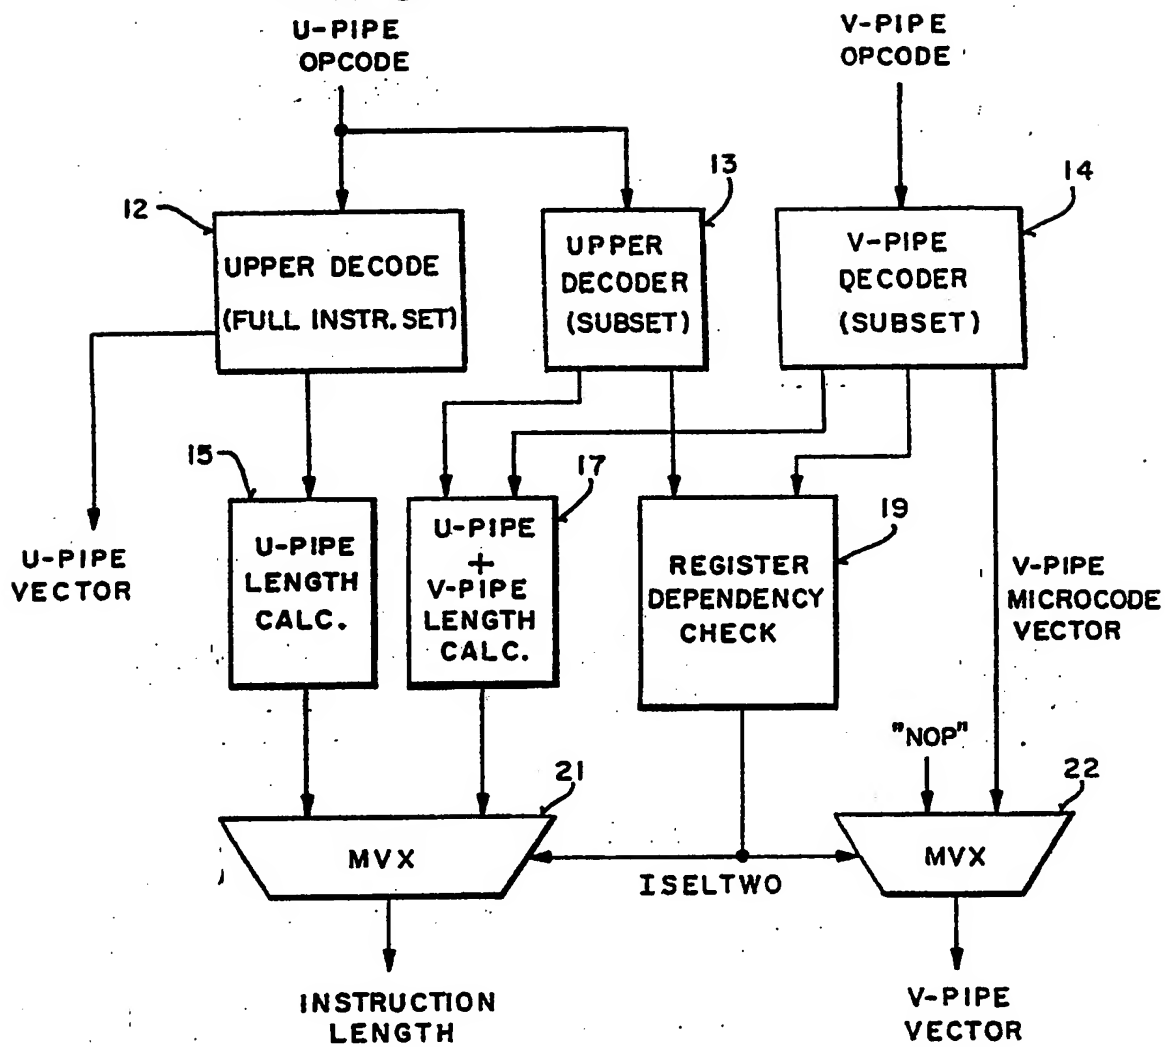 U-PIPE
OPCODE
V-PIPE
OPCODE
12
13
14
UPPER DECODE
(FULL INSTR. SET)
UPPER
DECODER
(SUBSET)
V-PIPE
DECODER
(SUBSET)
15
17
19
U-PIPE
VECTOR
U-PIPE
LENGTH
CALC.
U-PIPE
+
V-PIPE
LENGTH
CALC.
REGISTER
DEPENDENCY
CHECK
V-PIPE
MICROCODE
VECTOR
"NOP"
21
22
MVX
MVX
ISELTWO
INSTRUCTION
LENGTH
V-PIPE
VECTOR